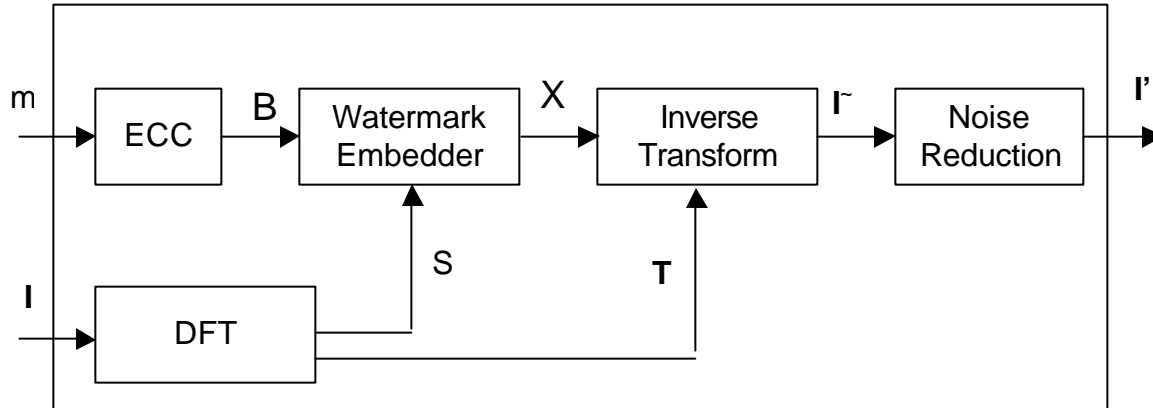 m
ECC
B
Watermark
Embedder
X
Inverse
Transform
I~
Noise
Reduction
I'
S
T
I
DFT